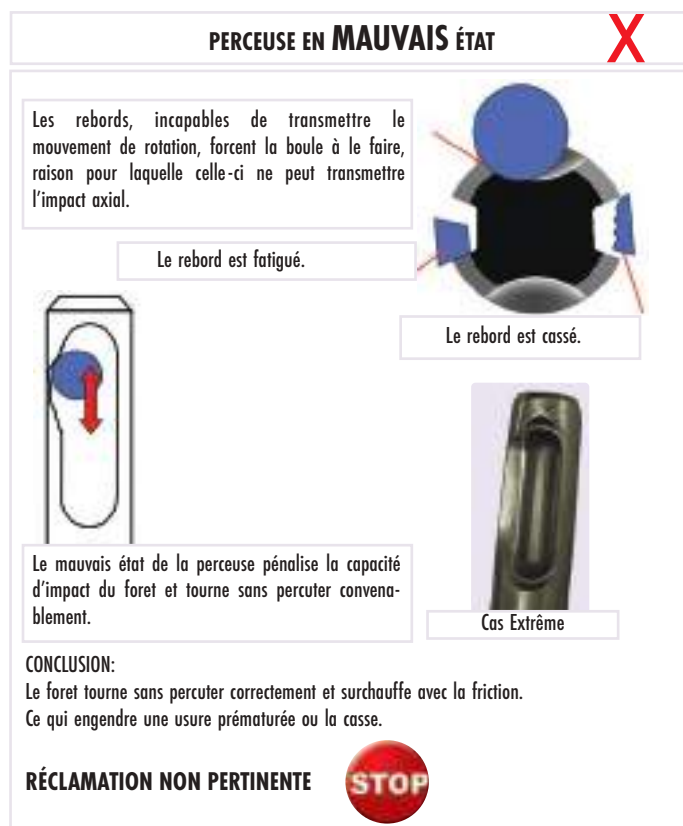 PERCEUSE EN MAUVAIS ÉTAT X
Les rebords, incapables de transmettre le
mouvement de rotation, forcent la boule à le faire,
raison pour laquelle celle-ci ne peut transmettre
l'impact axial.
Le rebord est fatigué.
Le rebord est cassé.
Le mauvais état de la perceuse pénalise la capacité
d'impact du foret et tourne sans percuter convena-
blement.
Cas Extrême
CONCLUSION:
Le foret tourne sans percuter correctement et surchauffe avec la friction.
Ce qui engendre une usure prématurée ou la casse.
RÉCLAMATION NON PERTINENTE
STOP